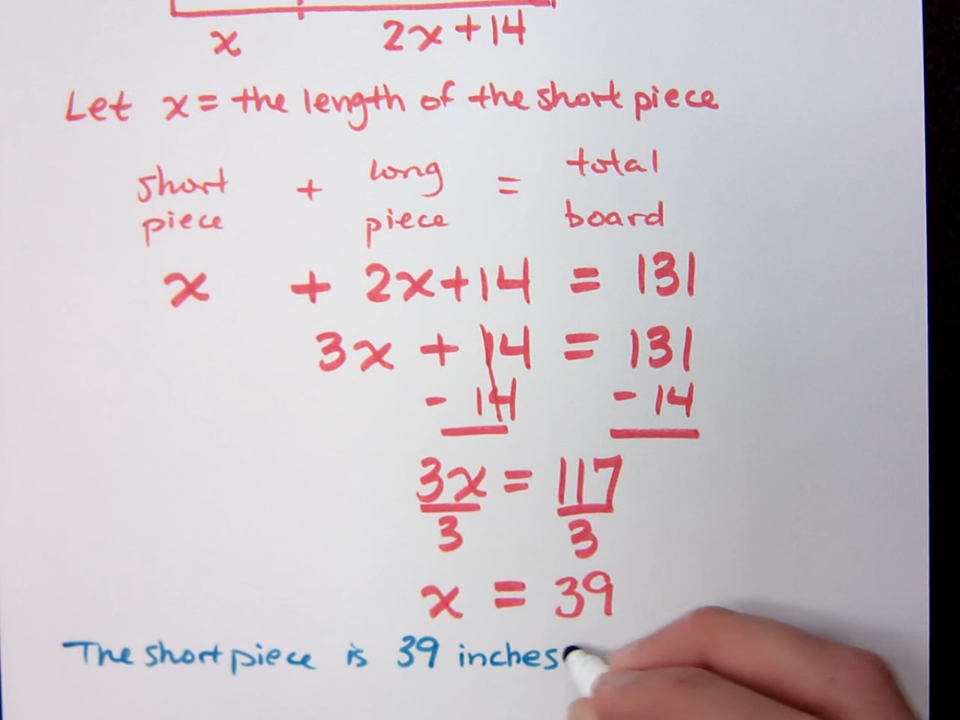 x 2x+14
Let x = the length of the short piece
short piece + long piece = total board
x + 2x+14 = 131
3x + 14 = 131
- 14 - 14
3x = 117
3 3
x = 39
The short piece is 39 inches